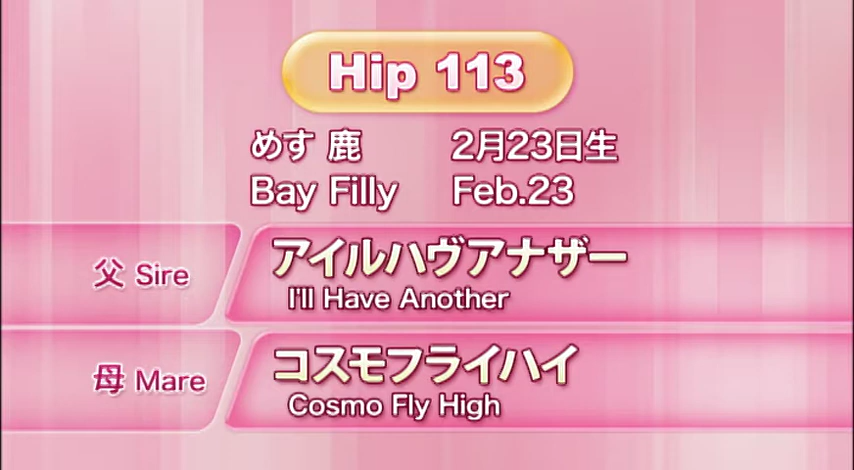 Hip 113
めす 鹿 2月23日生
Bay Filly Feb.23
父 Sire
アイルハヴアナザー
I'll Have Another
母 Mare
コスモフライハイ
Cosmo Fly High